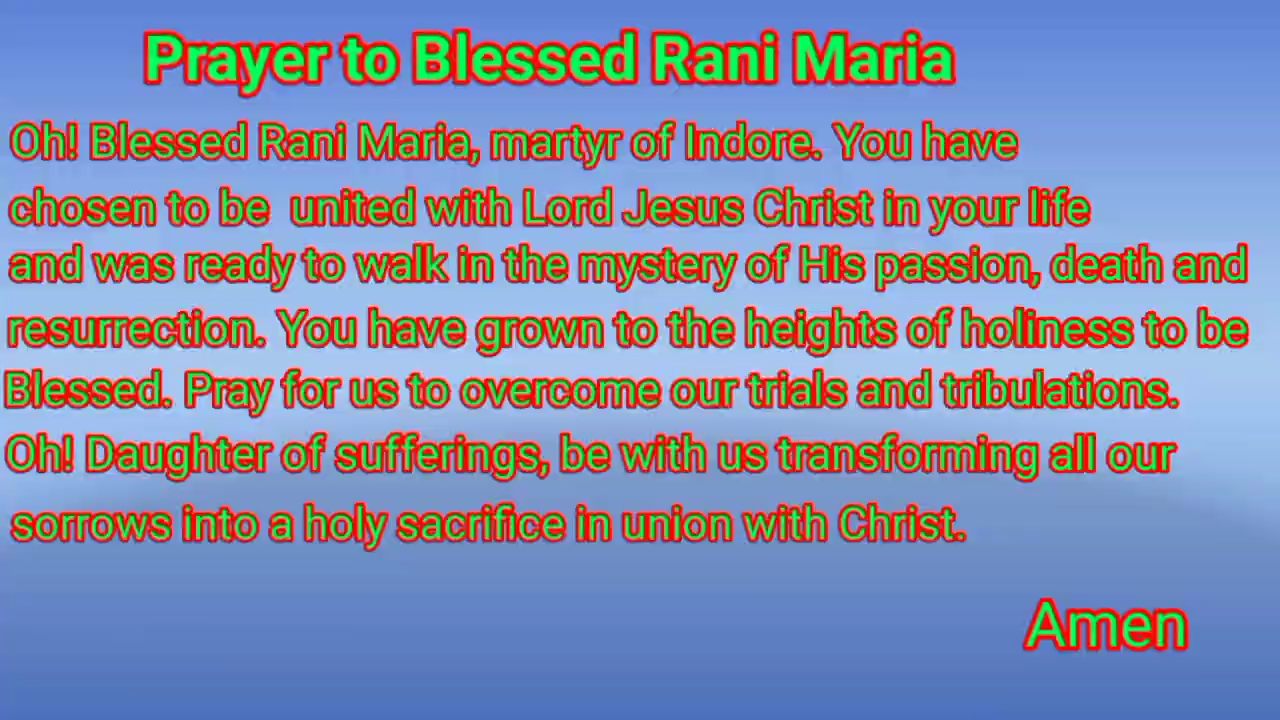 Prayer to Blessed Rani Maria
Oh! Blessed Rani Maria, martyr of Indore. You have
chosen to be united with Lord Jesus Christ in your life
and was ready to walk in the mystery of His passion, death and
resurrection. You have grown to the heights of holiness to be
Blessed. Pray for us to overcome our trials and tribulations.
Oh! Daughter of sufferings, be with us transforming all our
sorrows into a holy sacrifice in union with Christ.
Amen